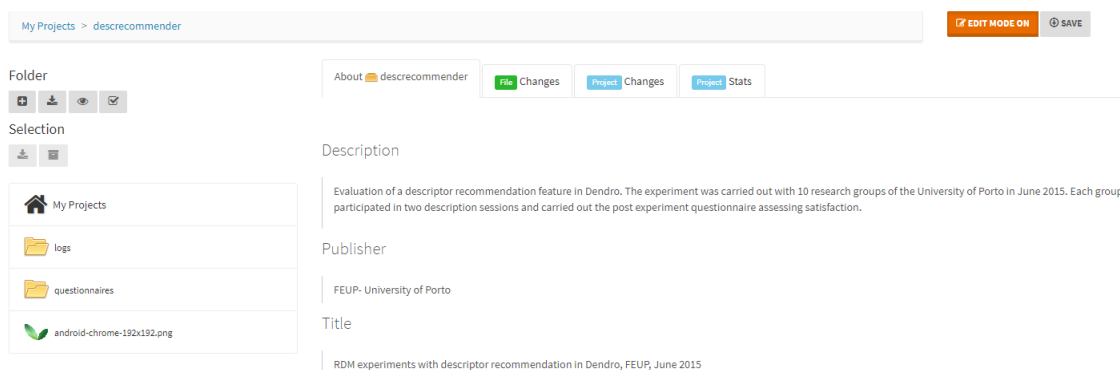 My Projects > descrecommender
EDIT MODE ON
SAVE
Folder
Selection
My Projects
logs
questionnaires
android-chrome-192x192.png
About descrecommender
File Changes
Project Changes
Project Stats
Description
Evaluation of a descriptor recommendation feature in Dendro. The experiment was carried out with 10 research groups of the University of Porto in June 2015. Each group
participated in two description sessions and carried out the post experiment questionnaire assessing satisfaction.
Publisher
FEUP- University of Porto
Title
RDM experiments with descriptor recommendation in Dendro, FEUP, June 2015